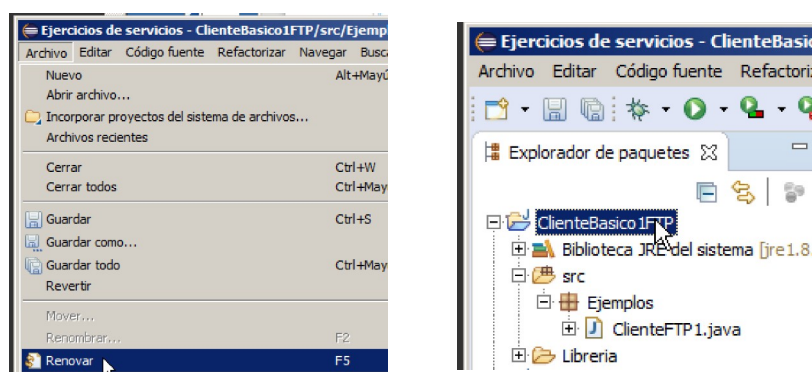 Ejercicios de servicios - ClienteBasico1FTP/src/Ejemp
Archivo Editar Código fuente Refactorizar Navegar Busc
Nuevo Alt+Mayú
Abrir archivo...
Incorporar proyectos del sistema de archivos...
Archivos recientes
Cerrar Ctrl+W
Cerrar todos Ctrl+May
Guardar Ctrl+S
Guardar como...
Guardar todo Ctrl+May
Revertir
Mover...
Renombrar... F2
Renovar F5
Ejercicios de servicios - ClienteBasic
Archivo Editar Código fuente Refactoriz
Explorador de paquetes
ClienteBasico1FTP
Biblioteca JRE del sistema [jre1.8.
src
Ejemplos
ClienteFTP1.java
Libreria